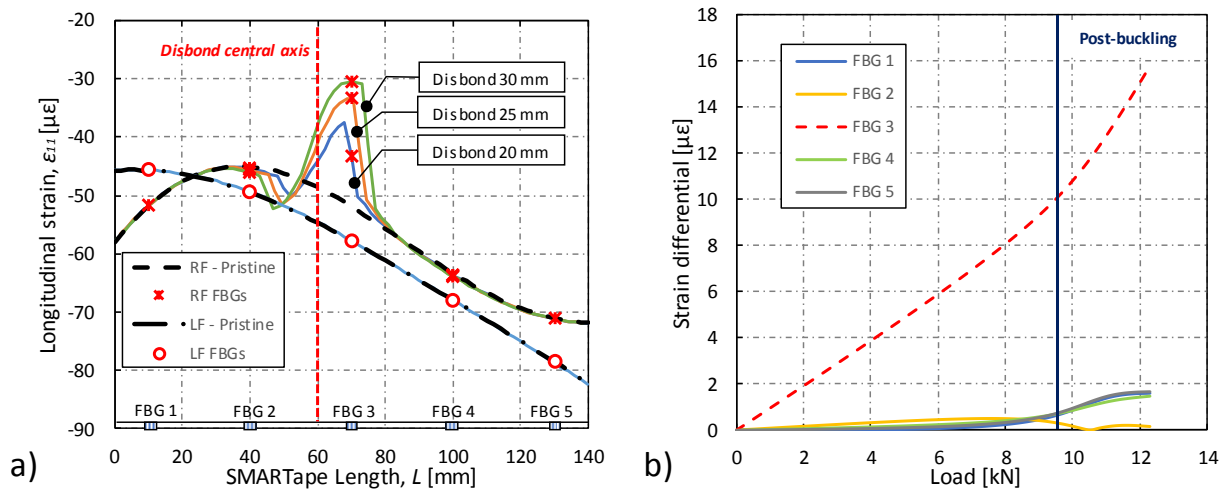 -20
-30
-40
-50
-60
-70
-80
-90
Longitudinal strain, ε11 [µε]
Disbond central axis
Disbond 30 mm
Disbond 25 mm
Disbond 20 mm
RF - Pristine
RF FBGs
LF - Pristine
LF FBGs
FBG 1 FBG 2 FBG 3 FBG 4 FBG 5
0 20 40 60 80 100 120 140
SMARTape Length, L [mm]
a)
18
16
14
12
10
8
6
4
2
0
Strain differential [µε]
Post-buckling
FBG 1
FBG 2
FBG 3
FBG 4
FBG 5
0 2 4 6 8 10 12 14
Load [kN]
b)